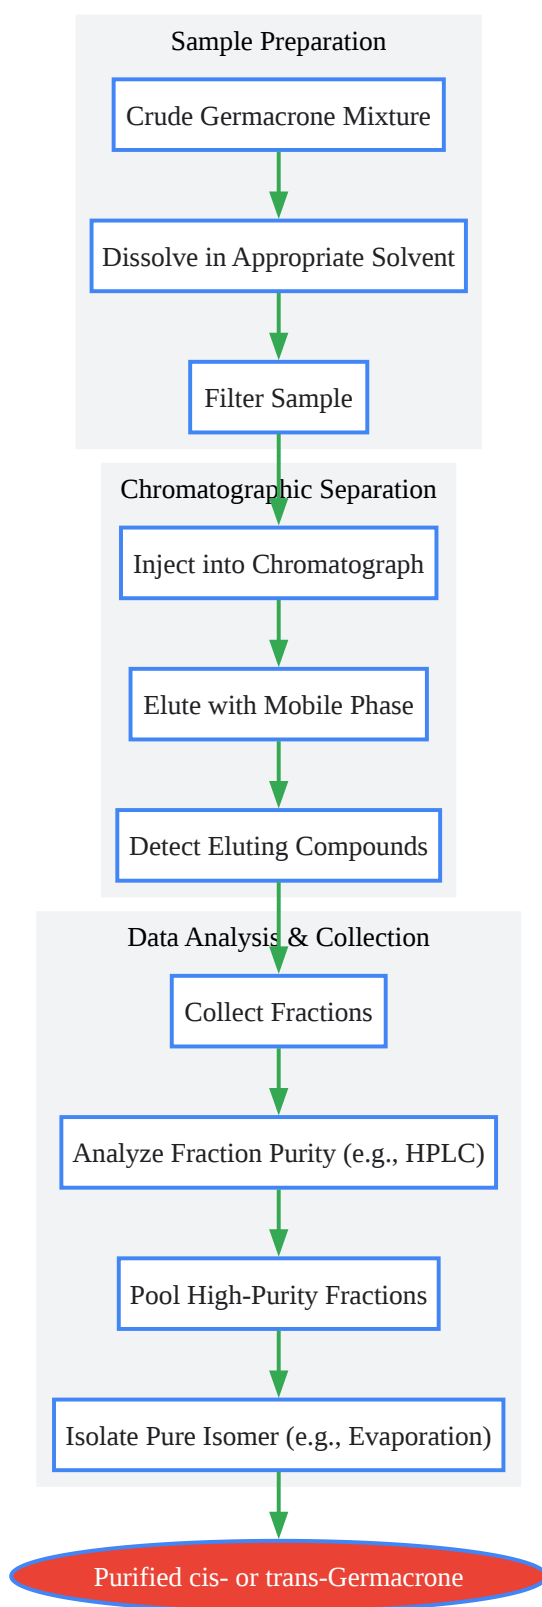 Sample Preparation
Crude Germacrone Mixture
Dissolve in Appropriate Solvent
Filter Sample
Chromatographic Separation
Inject into Chromatograph
Elute with Mobile Phase
Detect Eluting Compounds
Data Analysis & Collection
Collect Fractions
Analyze Fraction Purity (e.g., HPLC)
Pool High-Purity Fractions
Isolate Pure Isomer (e.g., Evaporation)
Purified cis- or trans-Germacrone